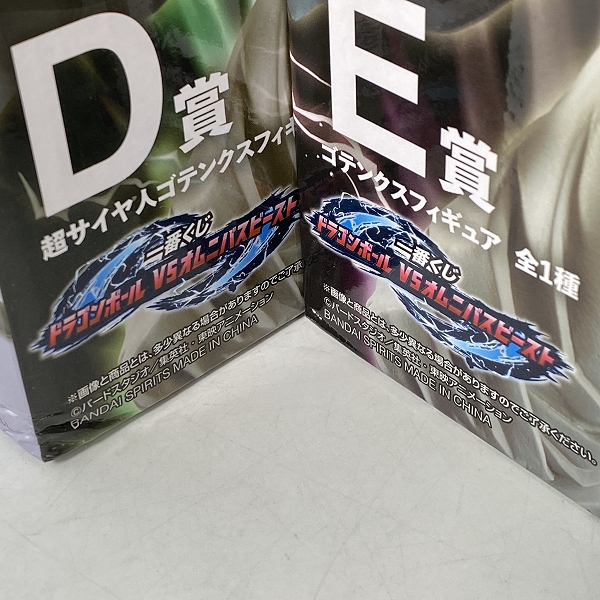 D賞
超サイヤ人ゴテンクスフィギ
一番くじ
ドラゴンボール VSオムニバスビースト
※画像と商品とは、多少異なる場合がありますのでご了承
©バードスタジオ／集英社・東映アニメーション
BANDAI SPIRITS MADE IN CHINA
E賞
ゴテンクスフィギュア 全1種
一番くじ
ドラゴンボール VSオムニバスビースト
※画像と商品とは、多少異なる場合がありますのでご了承ください。
©バードスタジオ／集英社・東映アニメーション
BANDAI SPIRITS MADE IN CHINA